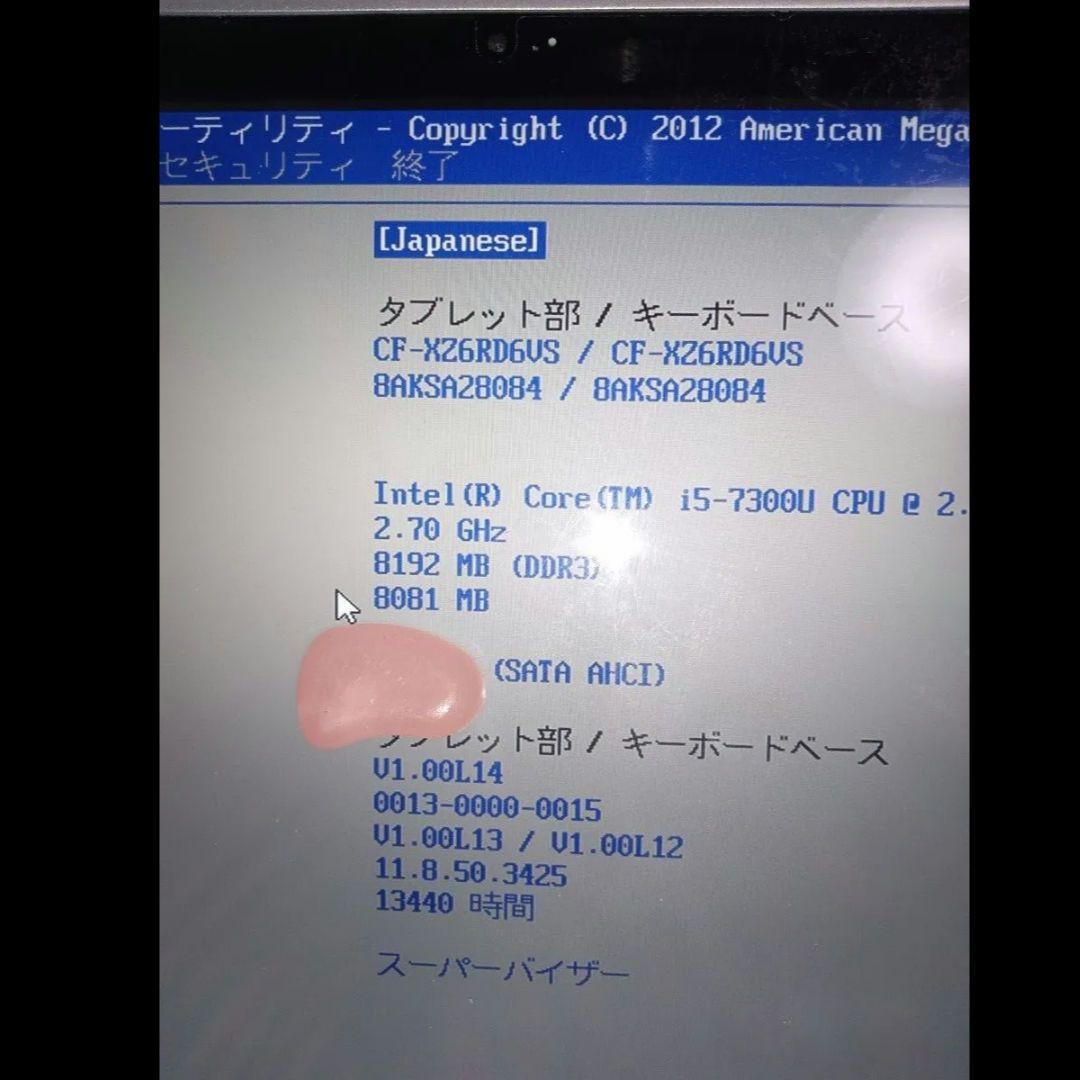 ーティリティ - Copyright (C) 2012 American Mega
セキュリティ 終了
[Japanese]
タブレット部 / キーボードベース
CF-XZ6RD6VS / CF-XZ6RD6VS
8AKSA28084 / 8AKSA28084
Intel(R) Core(TM) i5-7300U CPU @ 2.
2.70 GHz
8192 MB (DDR3)
8081 MB
(SATA AHCI)
タブレット部 / キーボードベース
V1.00L14
0013-0000-0015
V1.00L13 / V1.00L12
11.8.50.3425
13440 時間
スーパーバイザー